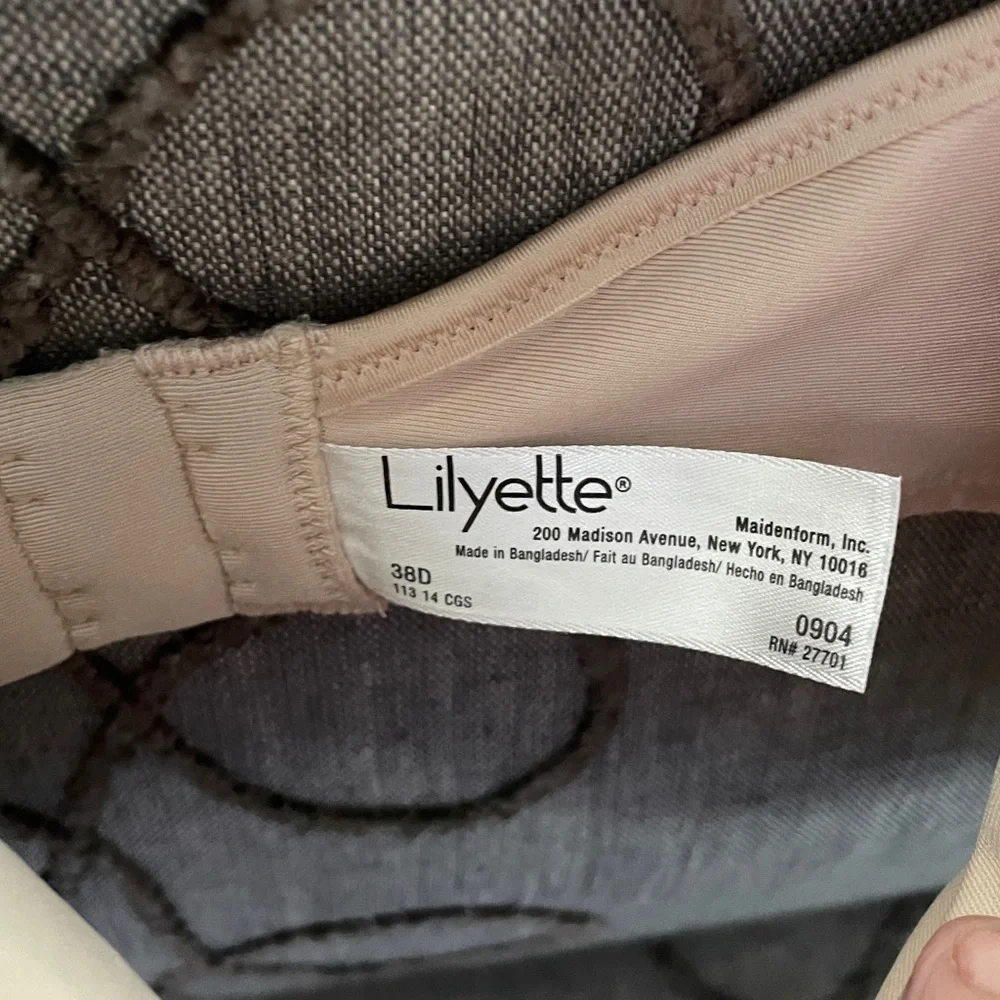 Lilyette®
Maidenform, Inc.
200 Madison Avenue, New York, NY 10016
Made in Bangladesh/ Fait au Bangladesh/ Hecho en Bangladesh
38D
113 14 CGS
0904
RN# 27701